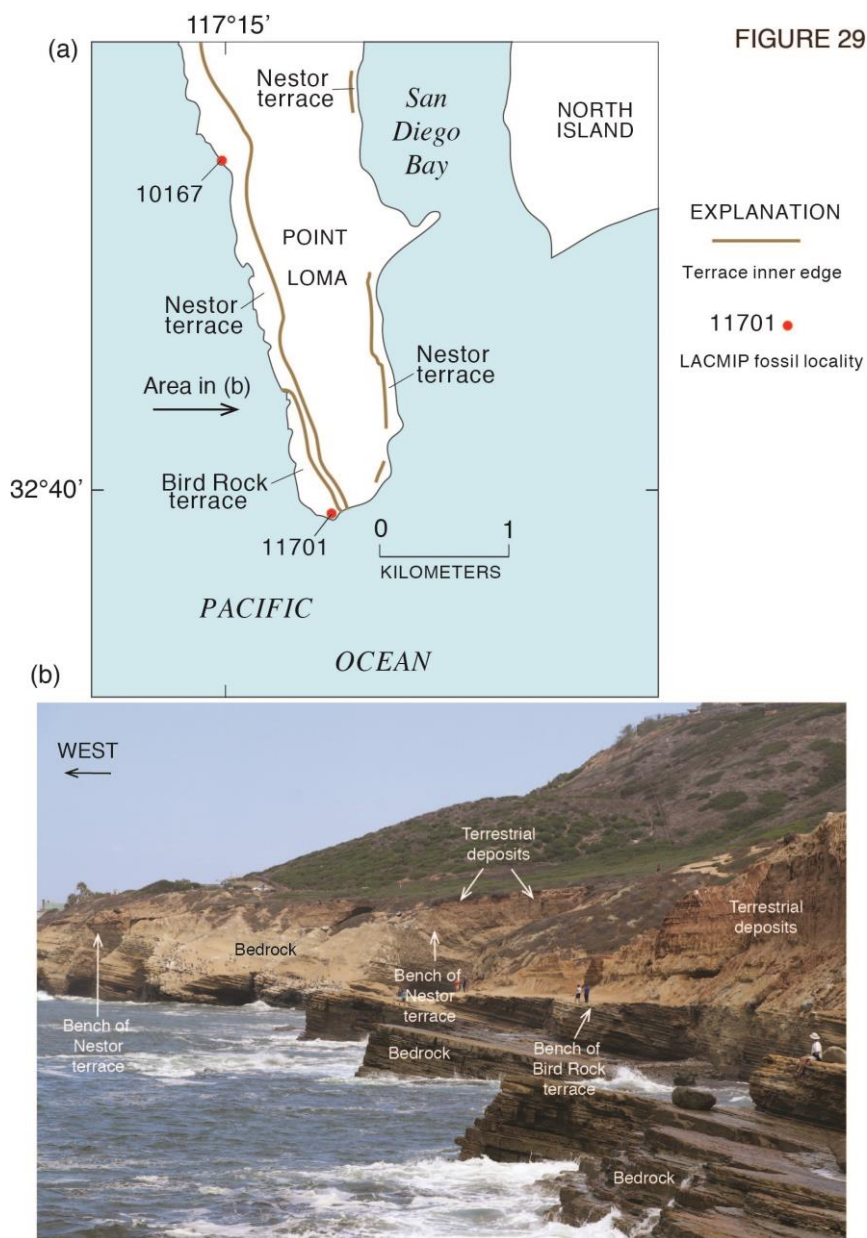 FIGURE 29
(a)
117°15’
Nestor
terrace
San
Diego
Bay
NORTH
ISLAND
10167
POINT
LOMA
Nestor
terrace
Nestor
terrace
Area in (b)
Bird Rock
terrace
32°40’
11701
0 1
KILOMETERS
PACIFIC
OCEAN
EXPLANATION
Terrace inner edge
11701
LACMIP fossil locality
(b)
WEST
Terrestrial
deposits
Terrestrial
deposits
Bedrock
Bench of
Nestor
terrace
Bench of
Nestor
terrace
Bedrock
Bench of
Bird Rock
terrace
Bedrock